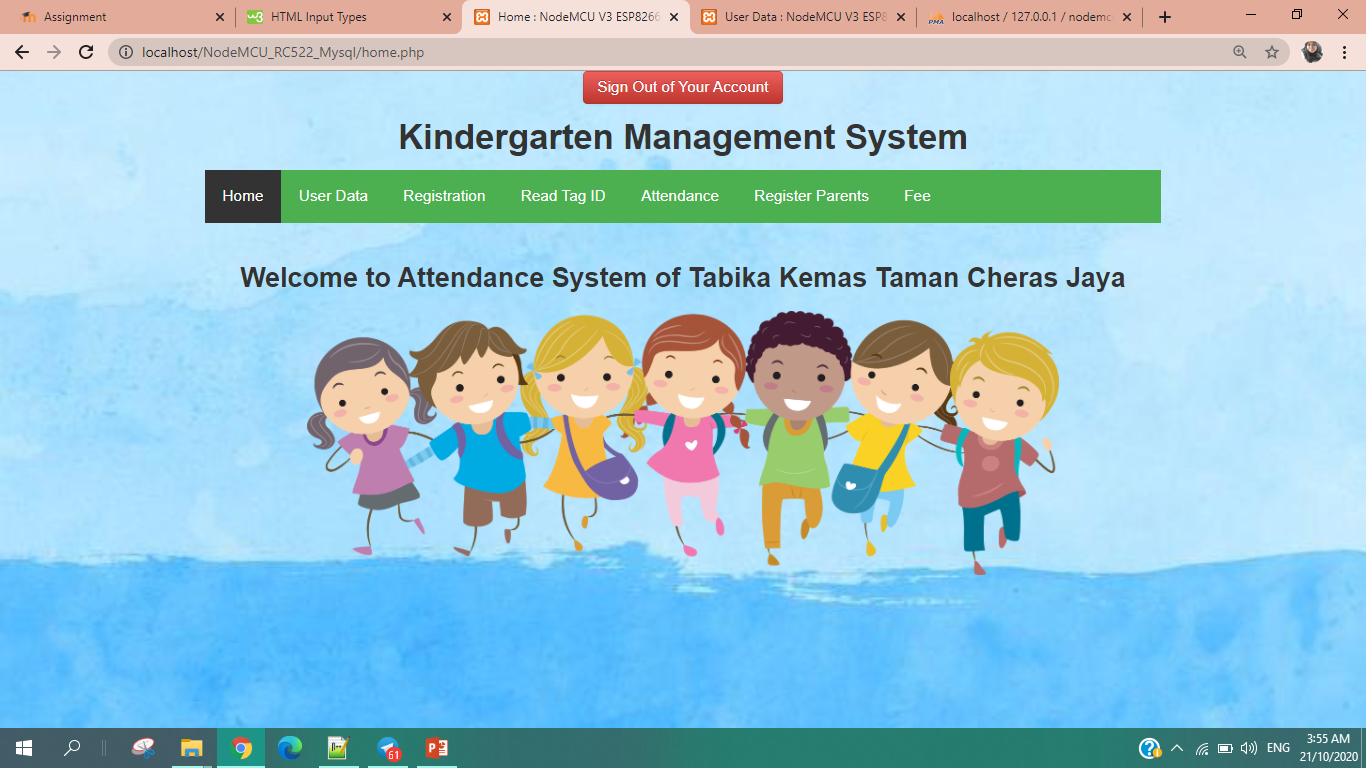 Assignment
HTML Input Types
Home : NodeMCU V3 ESP8266
User Data : NodeMCU V3 ESP8
localhost / 127.0.0.1 / nodemc
localhost/NodeMCU_RC522_Mysql/home.php
Sign Out of Your Account
Kindergarten Management System
Home User Data Registration Read Tag ID Attendance Register Parents Fee
Welcome to Attendance System of Tabika Kemas Taman Cheras Jaya
61
ENG
3:55 AM
21/10/2020